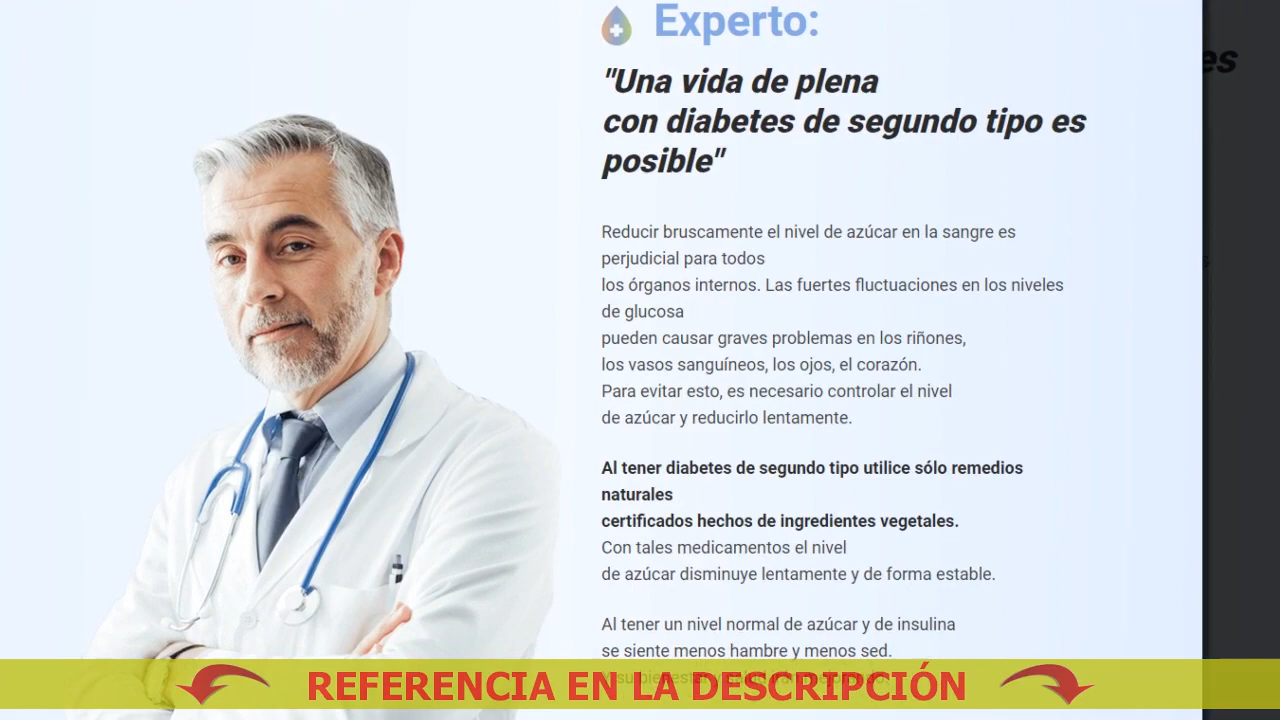 Experto:
"Una vida de plena
con diabetes de segundo tipo es
posible"
Reducir bruscamente el nivel de azúcar en la sangre es
perjudicial para todos
los órganos internos. Las fuertes fluctuaciones en los niveles
de glucosa
pueden causar graves problemas en los riñones,
los vasos sanguíneos, los ojos, el corazón.
Para evitar esto, es necesario controlar el nivel
de azúcar y reducirlo lentamente.
Al tener diabetes de segundo tipo utilice sólo remedios
naturales
certificados hechos de ingredientes vegetales.
Con tales medicamentos el nivel
de azúcar disminuye lentamente y de forma estable.
Al tener un nivel normal de azúcar y de insulina
se siente menos hambre y menos sed.
REFERENCIA EN LA DESCRIPCIÓN
es